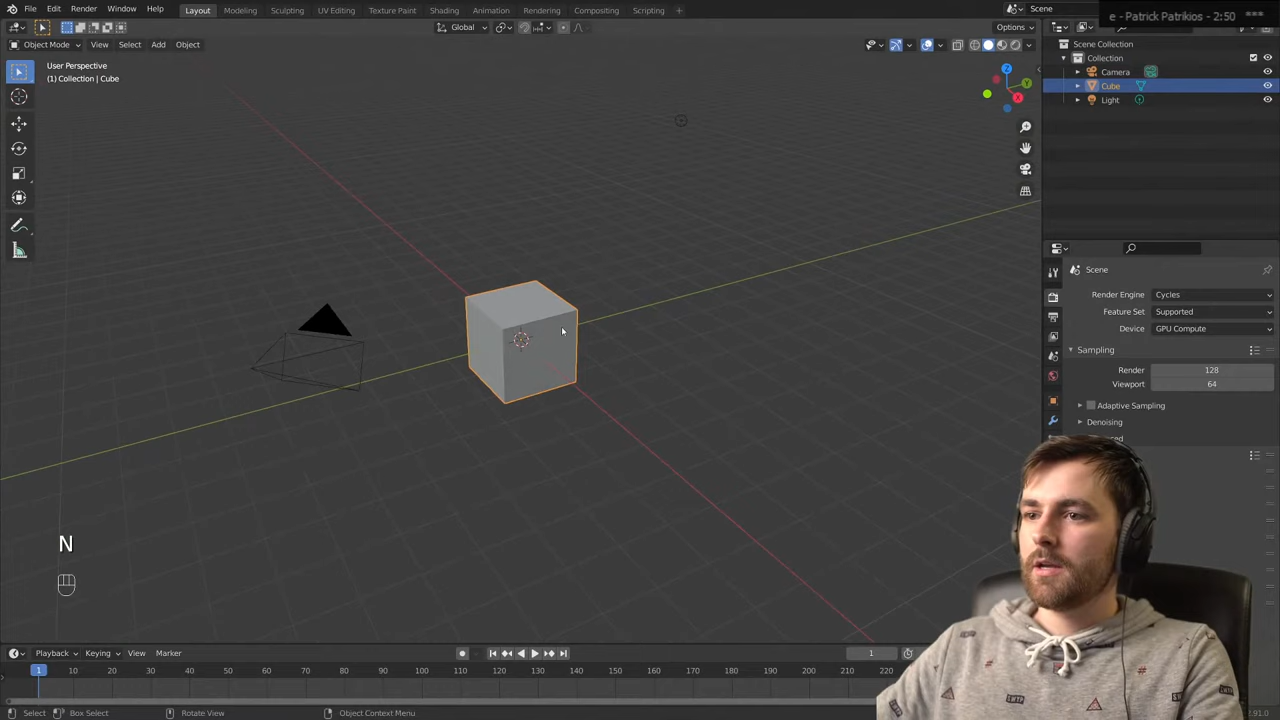 e - Patrick Patrikios - 2:50
File Edit Render Window Help Layout Modeling Sculpting UV Editing Texture Paint Shading Animation Rendering Compositing Scripting +
Scene
Global
Options
Object Mode View Select Add Object
User Perspective
(1) Collection | Cube
Z
Y
X
Scene Collection
Collection
Camera
Cube
Light
Scene
Render Engine Cycles
Feature Set Supported
Device GPU Compute
Sampling
Render 128
Viewport 64
Adaptive Sampling
Denoising
N
Playback Keying View Marker
1
1 10 20 30 40 50 60 70 80 90 100 110 120 130 140 150 160 170 180 190 200 210 220
Select Box Select Rotate View Object Context Menu
2.91.0